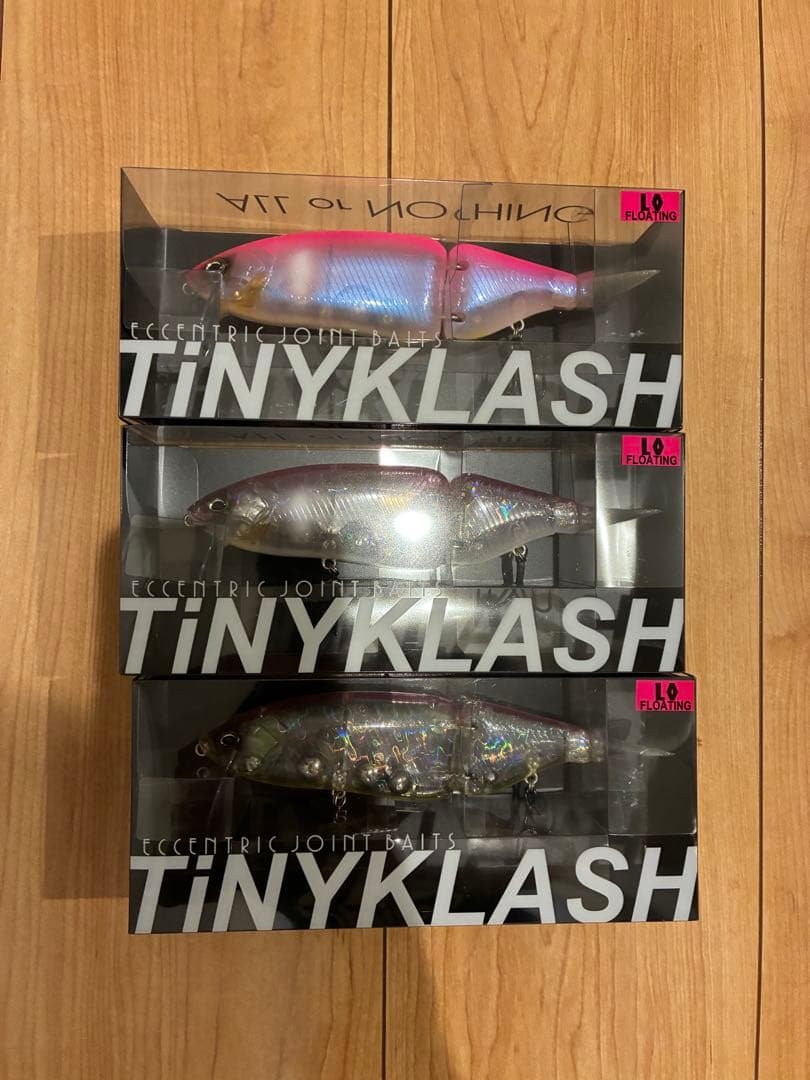 ALL or NOTHING
LO
FLOATING
ECCENTRIC JOINT BAITS
TiNYKLASH
LO
FLOATING
ECCENTRIC JOINT BAITS
TiNYKLASH
LO
FLOATING
ECCENTRIC JOINT BAITS
TiNYKLASH